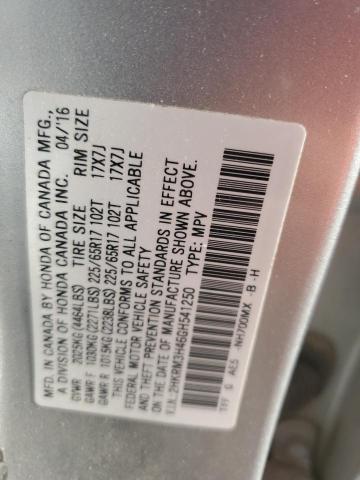 MFD. IN CANADA BY HONDA OF CANADA MFG.,
A DIVISION OF HONDA CANADA INC. 04/'16
GVWR 2025KG (4464LBS) TIRE SIZE RIM SIZE
GAWR F 1030KG (2271LBS) 225/65R17 102T 17X7J
GAWR R 1015KG (2238LBS) 225/65R17 102T 17X7J
THIS VEHICLE CONFORMS TO ALL APPLICABLE
FEDERAL MOTOR VEHICLE SAFETY
AND THEFT PREVENTION STANDARDS IN EFFECT
ON THE DATE OF MANUFACTURE SHOWN ABOVE.
V.I.N.: 2HKRM3H46GH541250 TYPE: MPV
TFF G AE5 NH700MX -B -H